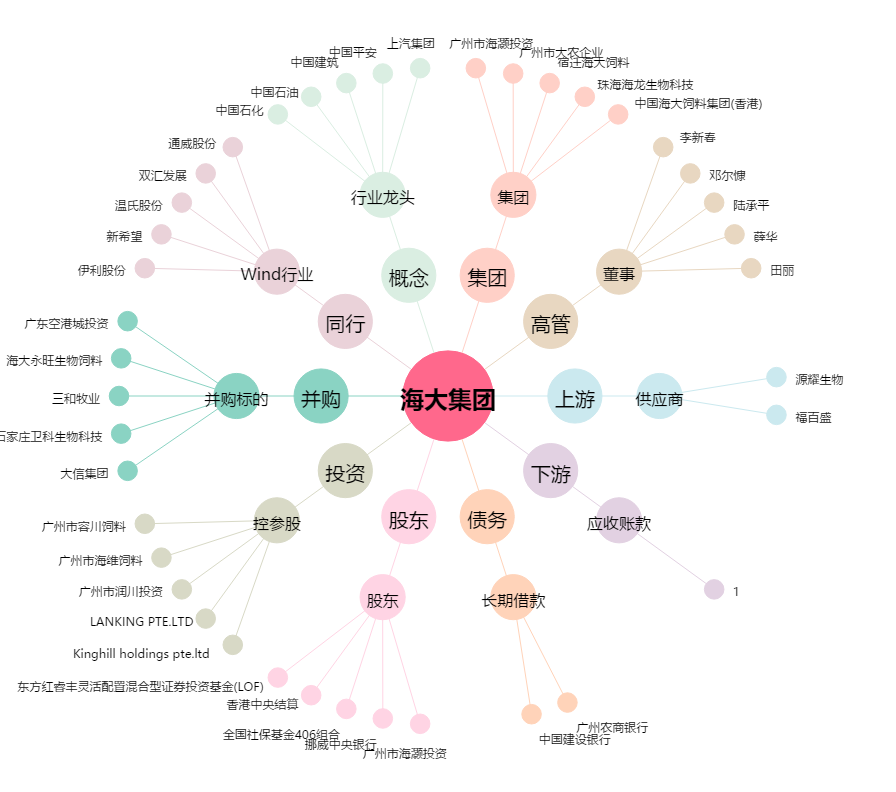 上汽集团
中国平安
中国建筑
中国石油
中国石化
行业龙头
概念
广州市海灏投资
广州市大农企业
宿迁海大饲料
珠海海龙生物科技
中国海大饲料集团(香港)
集团
集团
李新春
邓尔慷
陆承平
薛华
田丽
董事
高管
通威股份
双汇发展
温氏股份
新希望
伊利股份
Wind行业
同行
广东空港城投资
海大永旺生物饲料
三和牧业
石家庄卫科生物科技
大信集团
并购标的
并购
海大集团
上游
供应商
源耀生物
福百盛
投资
控参股
广州市容川饲料
广州市海维饲料
广州市润川投资
LANKING PTE.LTD
Kinghill holdings pte.ltd
股东
股东
东方红睿丰灵活配置混合型证券投资基金(LOF)
香港中央结算
全国社保基金406组合
挪威中央银行
广州市海灏投资
债务
长期借款
广州农商银行
中国建设银行
下游
应收账款
1